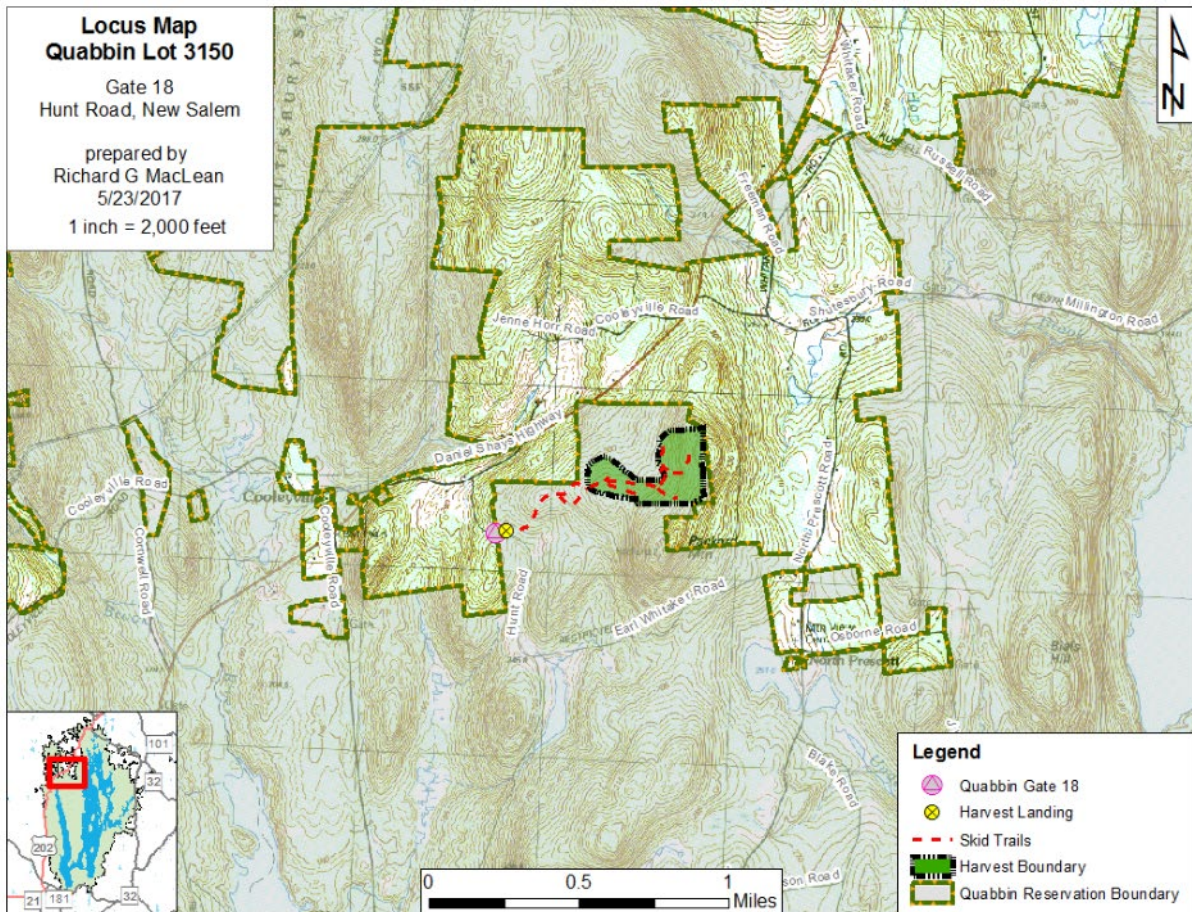 Locus Map
Quabbin Lot 3150
Gate 18
Hunt Road, New Salem
prepared by
Richard G MacLean
5/23/2017
1 inch = 2,000 feet
N
Whitaker Road
Russell Road
Freeman Road
Shutesbury Road
Millington Road
Jenne Horr Road
Cooleyville Road
Daniel Shays Highway
Cooleyville Road
Cooleyville
Cooleyville Road
Cornwell Road
North Prescott Road
Hunt Road
Earl Whitaker Road
Osborne Road
North Prescott
Blake Road
son Road
101
32
202
32
21
181
0
0.5
1
Miles
Legend
Quabbin Gate 18
Harvest Landing
Skid Trails
Harvest Boundary
Quabbin Reservation Boundary